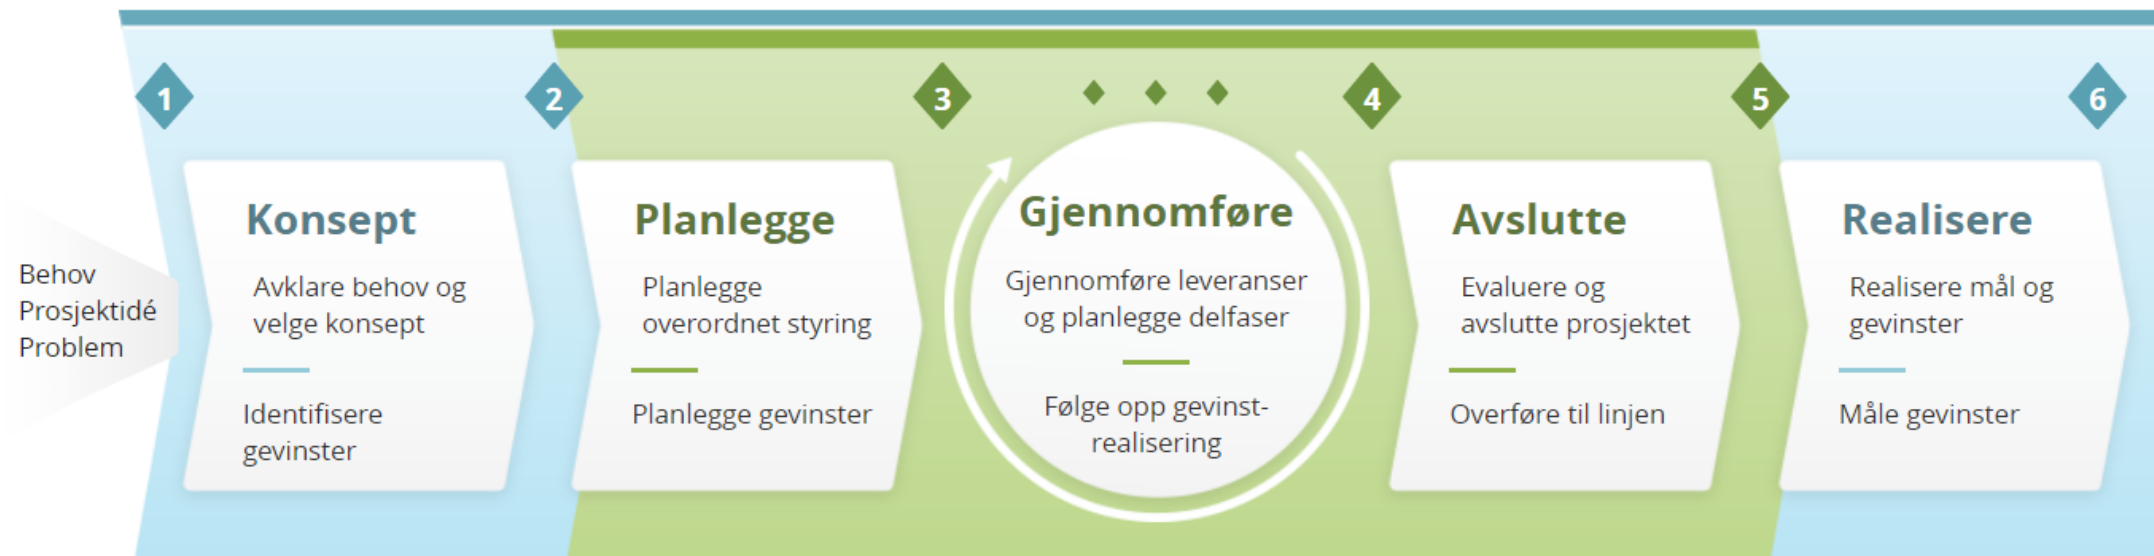 1
2
3
4
5
6
Behov
Prosjektidé
Problem
Konsept
Avklare behov og
velge konsept
Identifisere
gevinster
Planlegge
Planlegge
overordnet styring
Planlegge gevinster
Gjennomføre
Gjennomføre leveranser
og planlegge delfaser
Følge opp gevinst-
realisering
Avslutte
Evaluere og
avslutte prosjektet
Overføre til linjen
Realisere
Realisere mål og
gevinster
Måle gevinster